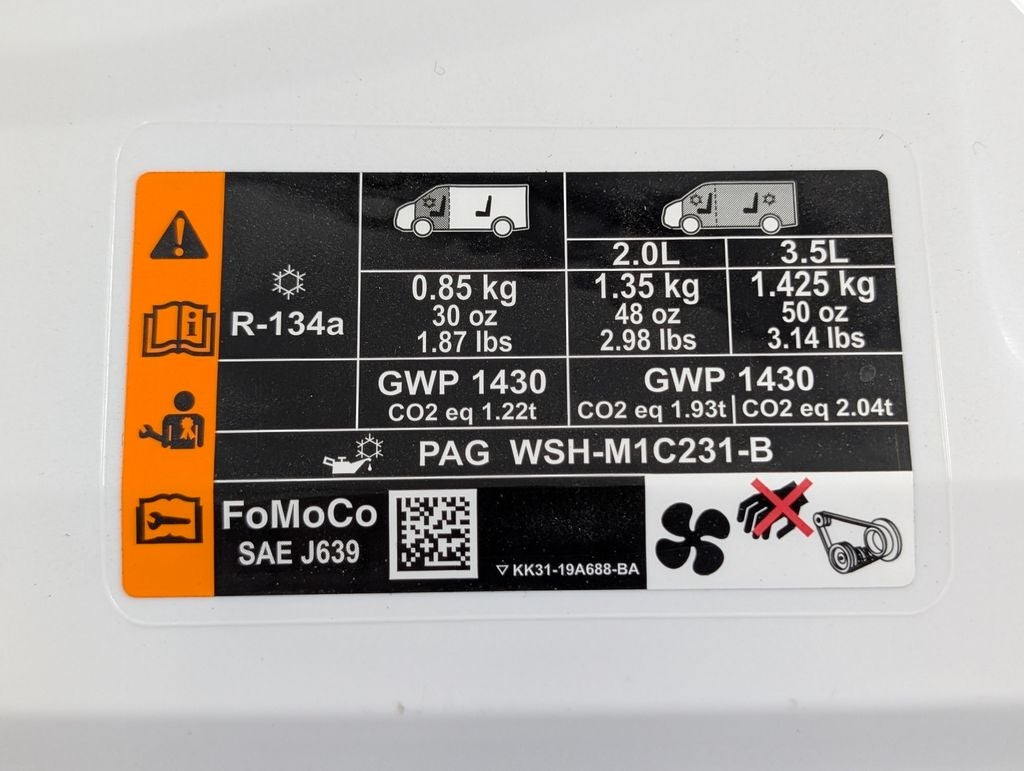 R-134a
0.85 kg
30 oz
1.87 lbs
2.0L
1.35 kg
48 oz
2.98 lbs
3.5L
1.425 kg
50 oz
3.14 lbs
GWP 1430
CO2 eq 1.22t
GWP 1430
CO2 eq 1.93t CO2 eq 2.04t
PAG WSH-M1C231-B
FoMoCo
SAE J639
KK31-19A688-BA